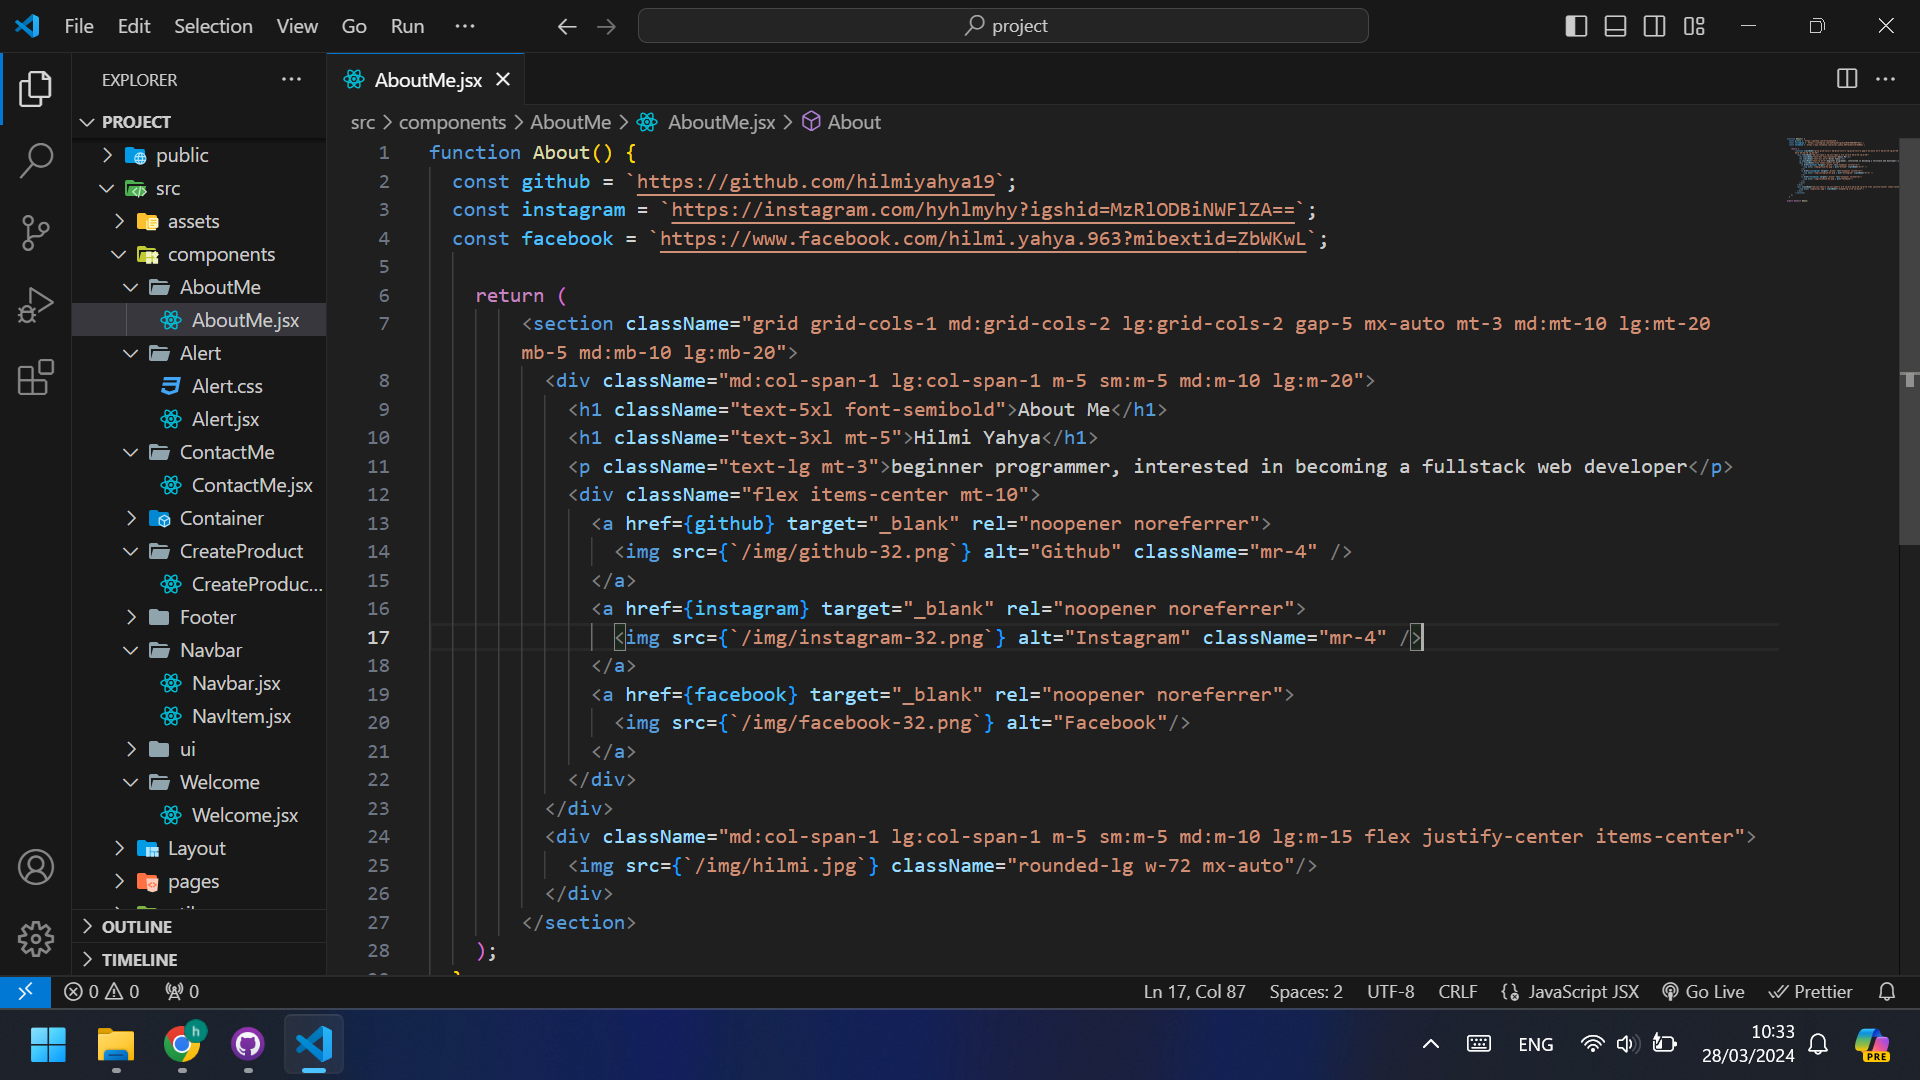 File Edit Selection View Go Run ···
project
EXPLORER
AboutMe.jsx
PROJECT
public
src
assets
components
AboutMe
AboutMe.jsx
Alert
Alert.css
Alert.jsx
ContactMe
ContactMe.jsx
Container
CreateProduct
CreateProduc...
Footer
Navbar
Navbar.jsx
NavItem.jsx
ui
Welcome
Welcome.jsx
Layout
pages
OUTLINE
TIMELINE
src > components > AboutMe > AboutMe.jsx > About
1 function About() {
2 const github = `https://github.com/hilmiyahya19`;
3 const instagram = `https://instagram.com/hyhlmyhy?igshid=MzRlODBiNWFlZA==`;
4 const facebook = `https://www.facebook.com/hilmi.yahya.963?mibextid=ZbWKwL`;
5
6 return (
7 <section className="grid grid-cols-1 md:grid-cols-2 lg:grid-cols-2 gap-5 mx-auto mt-3 md:mt-10 lg:mt-20
mb-5 md:mb-10 lg:mb-20">
8 <div className="md:col-span-1 lg:col-span-1 m-5 sm:m-5 md:m-10 lg:m-20">
9 <h1 className="text-5xl font-semibold">About Me</h1>
10 <h1 className="text-3xl mt-5">Hilmi Yahya</h1>
11 <p className="text-lg mt-3">beginner programmer, interested in becoming a fullstack web developer</p>
12 <div className="flex items-center mt-10">
13 <a href={github} target="_blank" rel="noopener noreferrer">
14 <img src={`/img/github-32.png`} alt="Github" className="mr-4" />
15 </a>
16 <a href={instagram} target="_blank" rel="noopener noreferrer">
17 <img src={`/img/instagram-32.png`} alt="Instagram" className="mr-4" />
18 </a>
19 <a href={facebook} target="_blank" rel="noopener noreferrer">
20 <img src={`/img/facebook-32.png`} alt="Facebook"/>
21 </a>
22 </div>
23 </div>
24 <div className="md:col-span-1 lg:col-span-1 m-5 sm:m-5 md:m-10 lg:m-15 flex justify-center items-center">
25 <img src={`/img/hilmi.jpg`} className="rounded-lg w-72 mx-auto"/>
26 </div>
27 </section>
28 );
0 0 0
Ln 17, Col 87 Spaces: 2 UTF-8 CRLF JavaScript JSX Go Live Prettier
h
ENG
10:33
28/03/2024
PRE